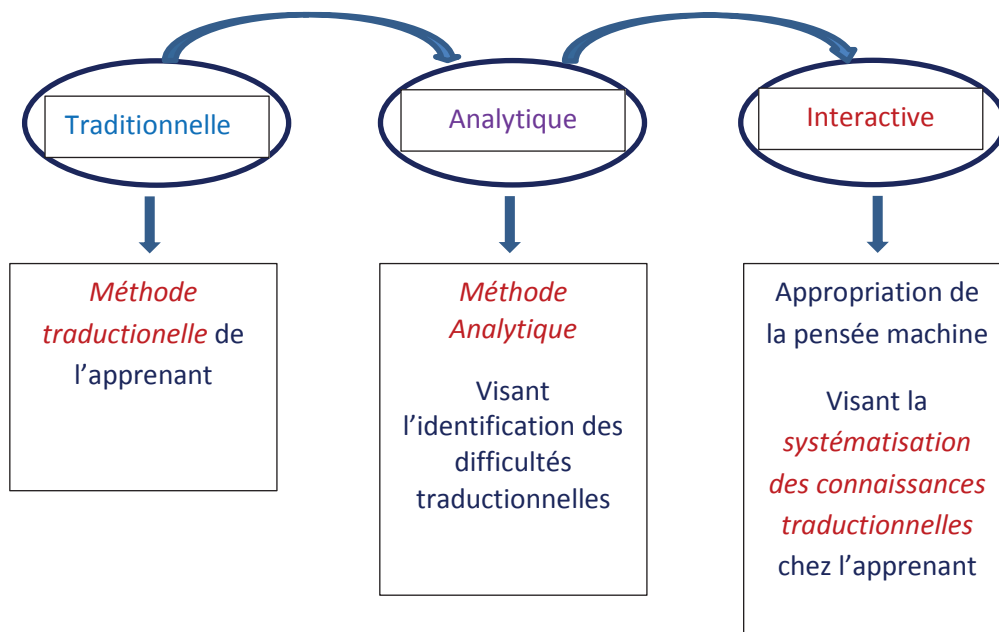 Traditionnelle
Analytique
Interactive
Méthode
traductionelle de
l’apprenant
Méthode
Analytique
Visant
l’identification des
difficultés
traductionnelles
Appropriation de
la pensée machine
Visant la
systématisation
des connaissances
traductionnelles
chez l’apprenant